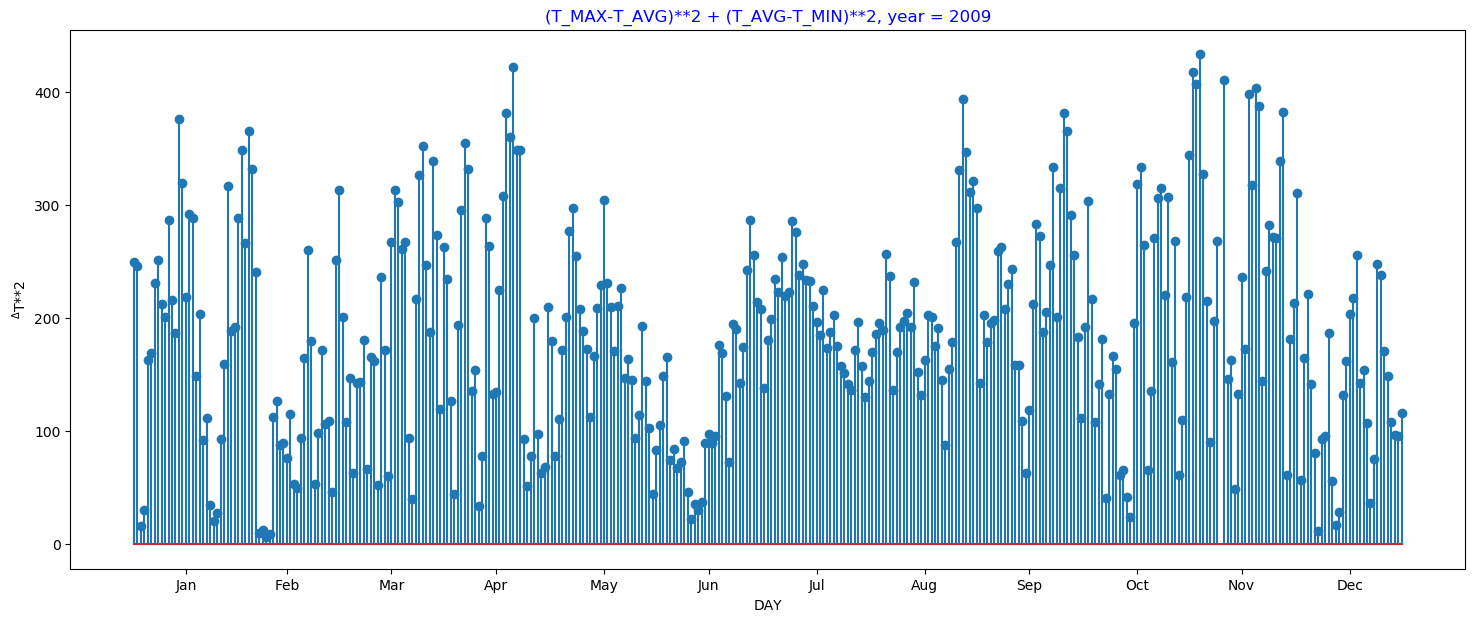 (T_MAX-T_AVG)**2 + (T_AVG-T_MIN)**2, year = 2009
ΔT**2
400
300
200
100
0
Jan Feb Mar Apr May Jun Jul Aug Sep Oct Nov Dec
DAY